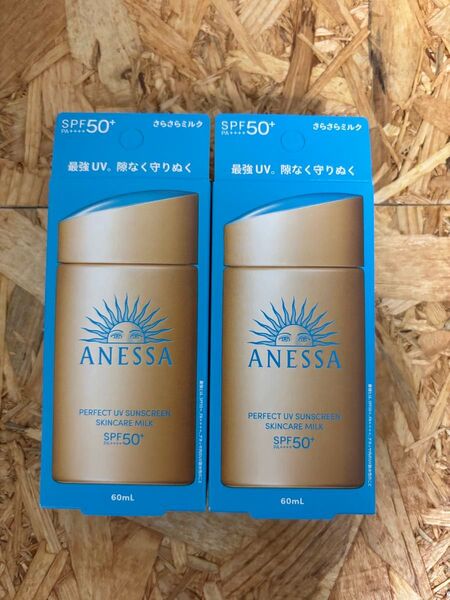 SPF50+
PA++++
さらさらミルク
最強UV。隙なく守りぬく
ANESSA
PERFECT UV SUNSCREEN
SKINCARE MILK
SPF50+
PA++++
60mL
SPF50+
PA++++
さらさらミルク
最強UV。隙なく守りぬく
ANESSA
PERFECT UV SUNSCREEN
SKINCARE MILK
SPF50+
PA++++
60mL